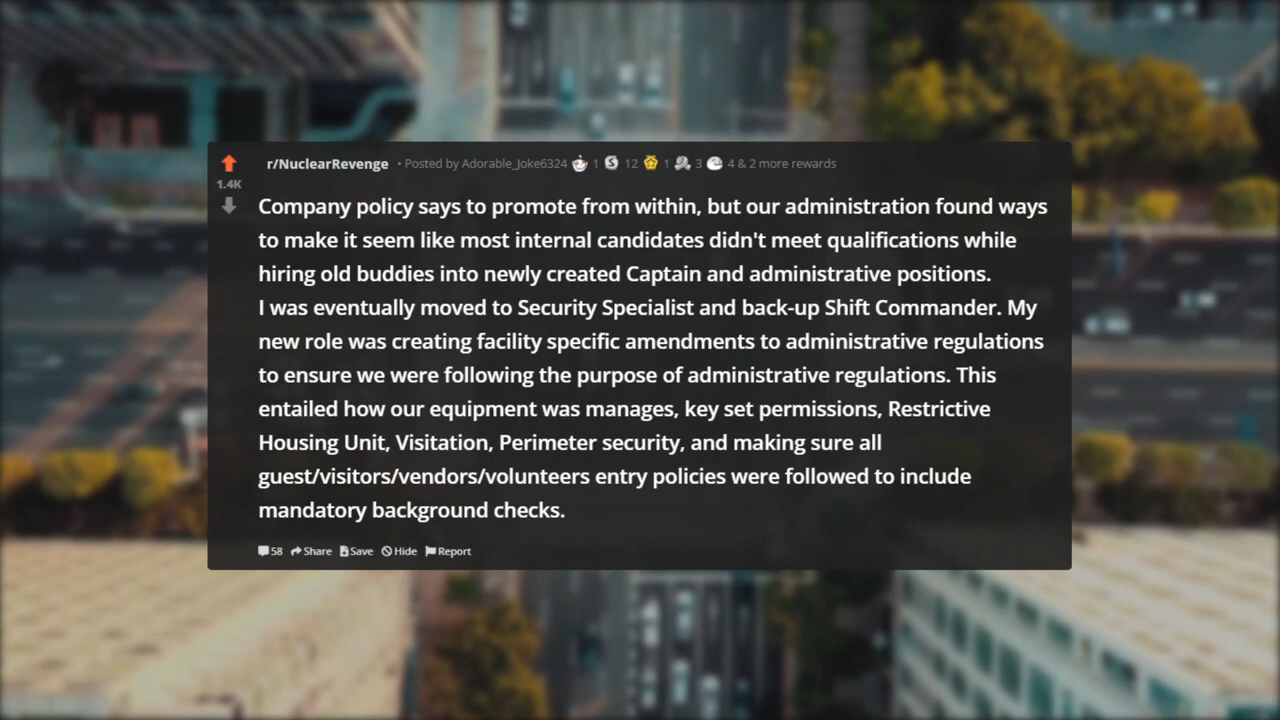 r/NuclearRevenge • Posted by Adorable_Joke6324 1 12 1 3 4 & 2 more rewards
1.4K
Company policy says to promote from within, but our administration found ways
to make it seem like most internal candidates didn't meet qualifications while
hiring old buddies into newly created Captain and administrative positions.
I was eventually moved to Security Specialist and back-up Shift Commander. My
new role was creating facility specific amendments to administrative regulations
to ensure we were following the purpose of administrative regulations. This
entailed how our equipment was manages, key set permissions, Restrictive
Housing Unit, Visitation, Perimeter security, and making sure all
guest/visitors/vendors/volunteers entry policies were followed to include
mandatory background checks.
58 Share Save Hide Report